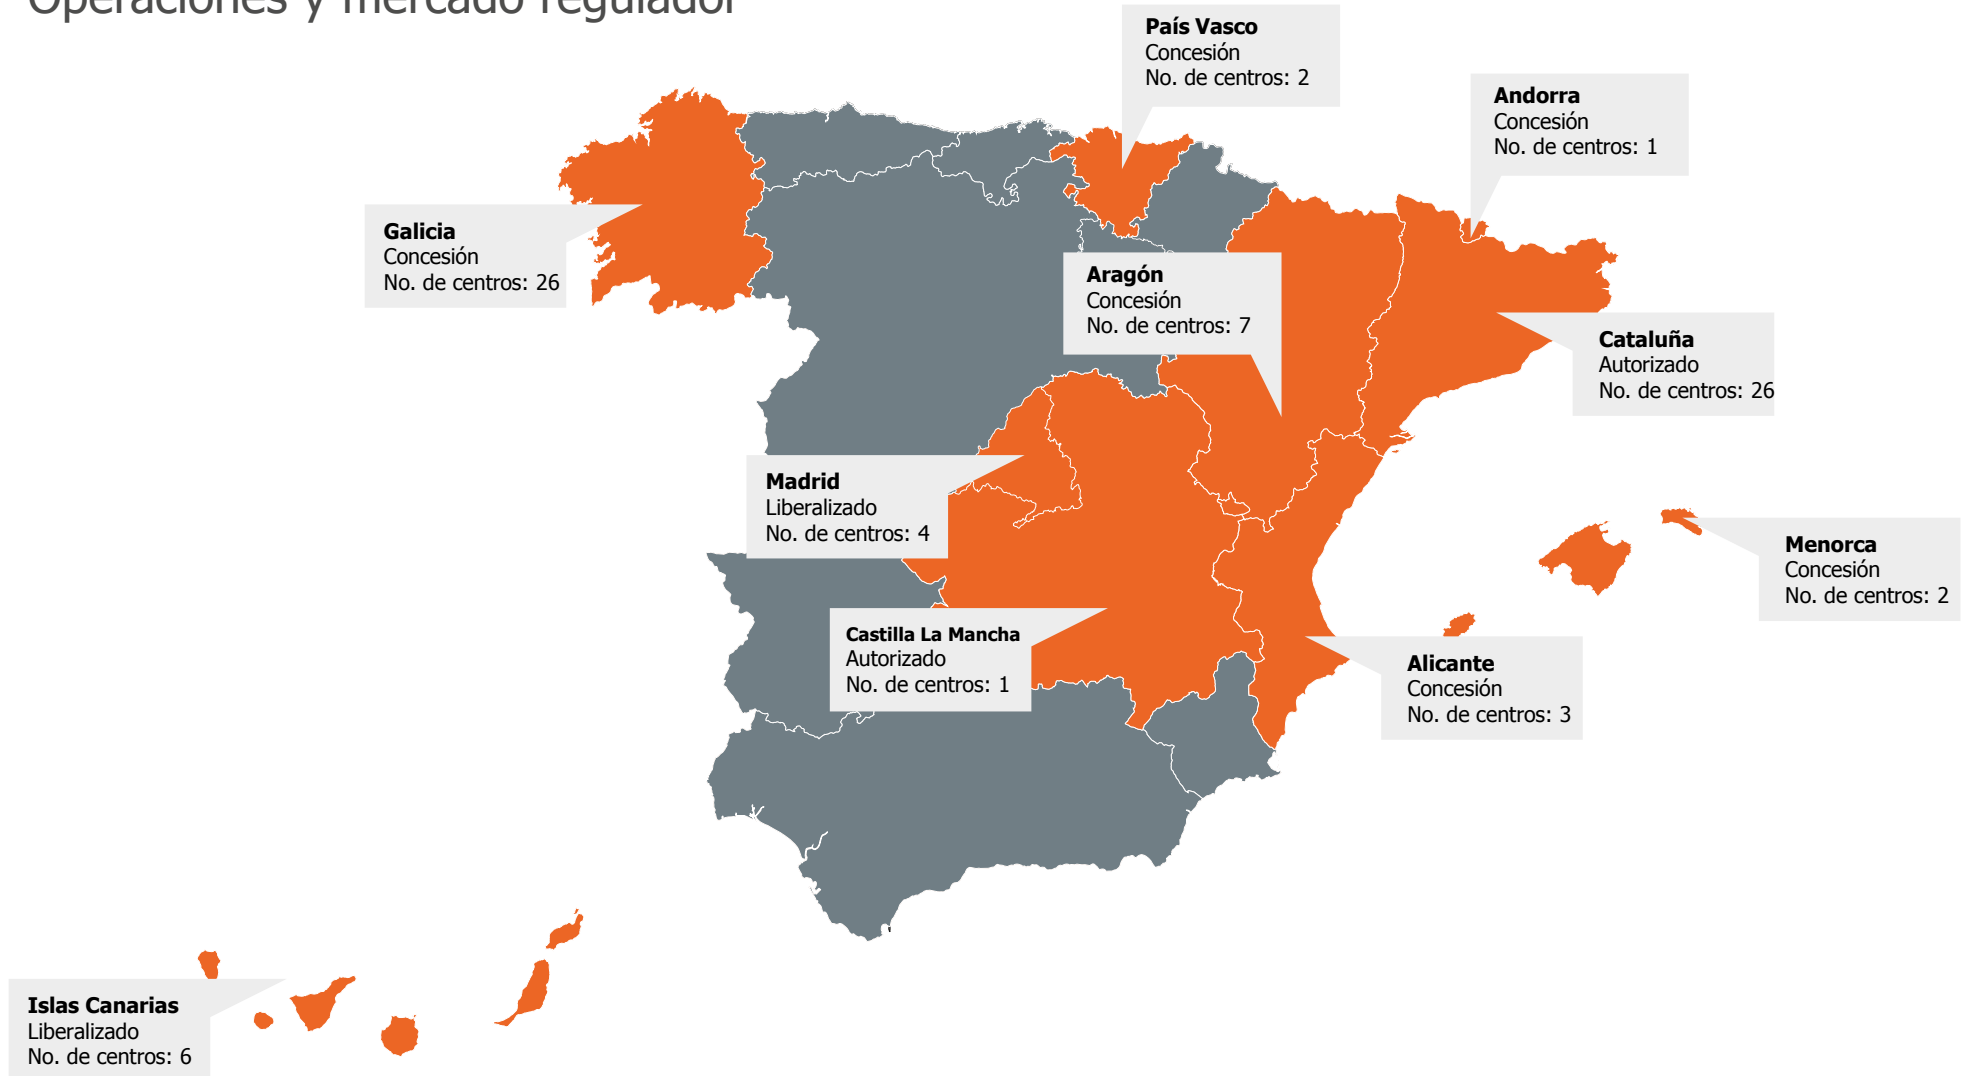 Operaciones y mercado regulador
País Vasco
Concesión
No. de centros: 2
Andorra
Concesión
No. de centros: 1
Galicia
Concesión
No. de centros: 26
Aragón
Concesión
No. de centros: 7
Cataluña
Autorizado
No. de centros: 26
Madrid
Liberalizado
No. de centros: 4
Menorca
Concesión
No. de centros: 2
Castilla La Mancha
Autorizado
No. de centros: 1
Alicante
Concesión
No. de centros: 3
Islas Canarias
Liberalizado
No. de centros: 6